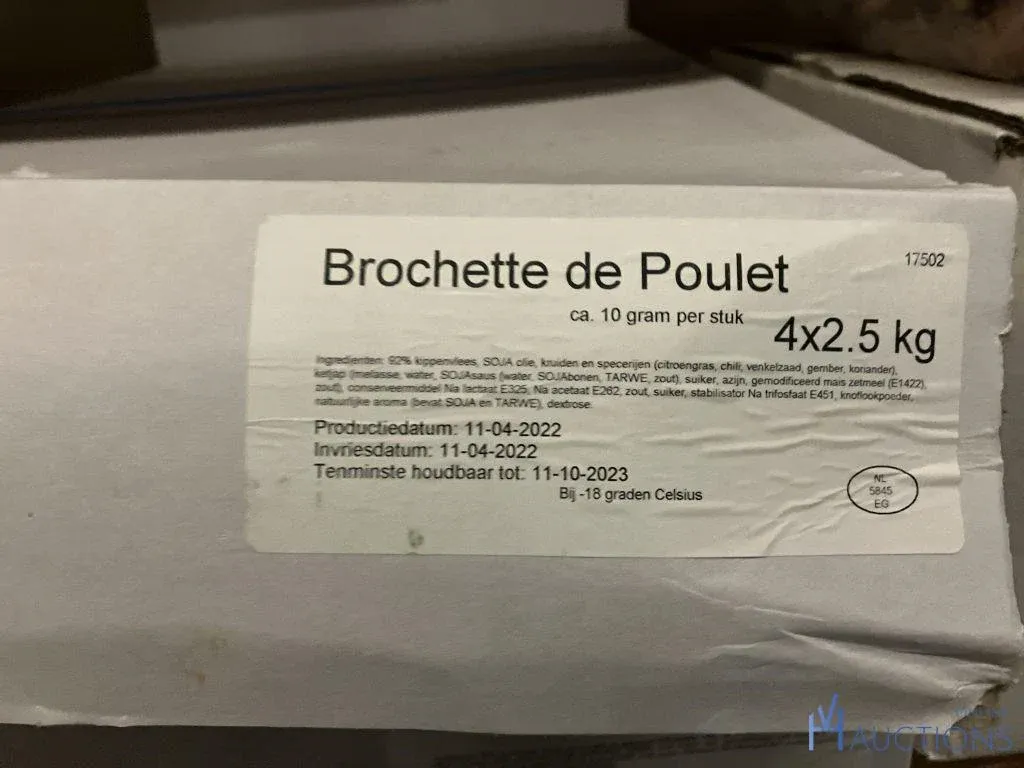 Brochette de Poulet
17502
ca. 10 gram per stuk
4x2.5 kg
Ingredienten: 92% kippenvlees, SOJA olie, kruiden en specerijen (citroengras, chili, venkelzaad, gember, koriander),
ketjap (melasse, water, SOJAsaus (water, SOJAbonen, TARWE, zout), suiker, azijn, gemodificeerd mais zetmeel (E1422),
zout), conserveermiddel Na lactaat E325, Na acetaat E262, zout, suiker, stabilisator Na trifosfaat E451, knoflookpoeder,
natuurlijke aroma (bevat SOJA en TARWE), dextrose.
Productiedatum: 11-04-2022
Invriesdatum: 11-04-2022
Tenminste houdbaar tot: 11-10-2023
Bij -18 graden Celsius
NL
5845
EG
AUCTIONS